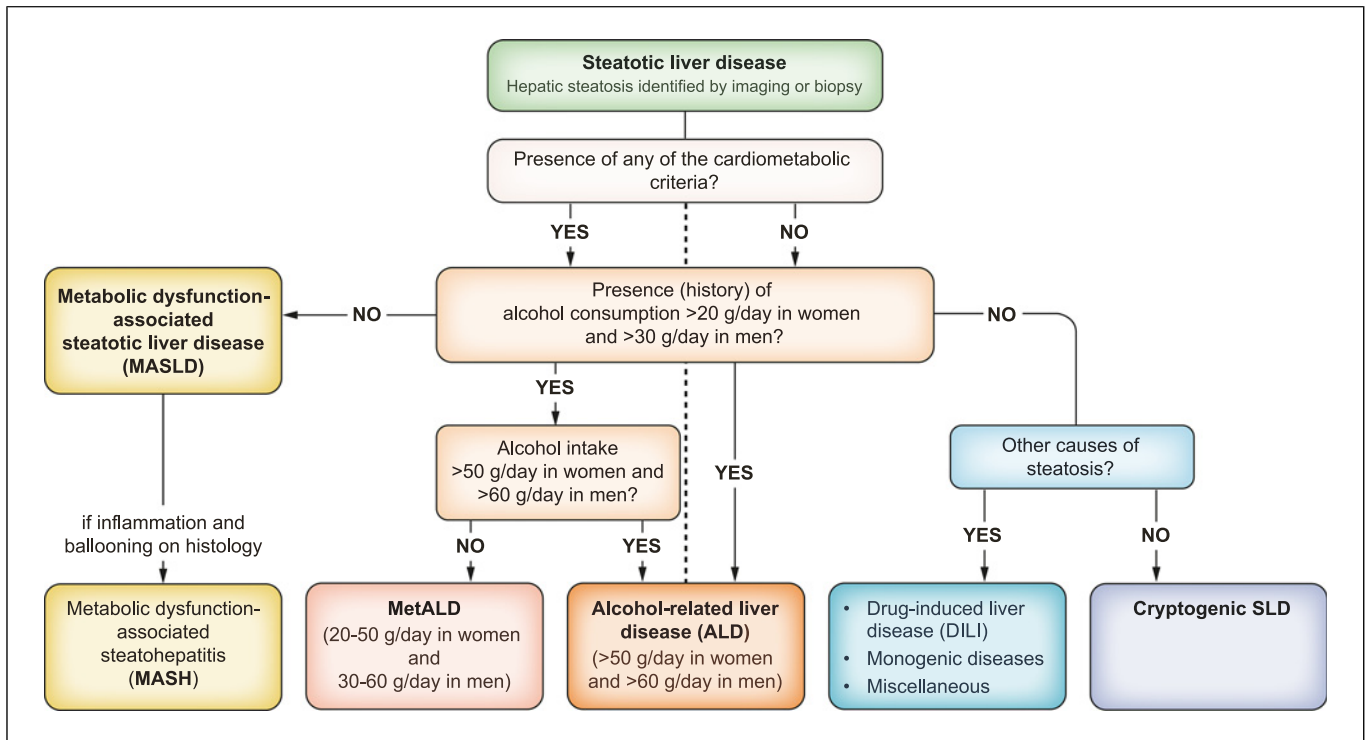 Steatotic liver disease
Hepatic steatosis identified by imaging or biopsy
Presence of any of the cardiometabolic
criteria?
YES
NO
Presence (history) of
alcohol consumption >20 g/day in women
and >30 g/day in men?
NO
NO
Metabolic dysfunction-
associated
steatotic liver disease
(MASLD)
YES
Alcohol intake
>50 g/day in women and
>60 g/day in men?
YES
Other causes of
steatosis?
if inflammation and
ballooning on histology
NO
YES
YES
NO
Metabolic dysfunction-
associated
steatohepatitis
(MASH)
MetALD
(20-50 g/day in women
and
30-60 g/day in men)
Alcohol-related liver
disease (ALD)
(>50 g/day in women
and >60 g/day in men)
• Drug-induced liver
disease (DILI)
• Monogenic diseases
• Miscellaneous
Cryptogenic SLD